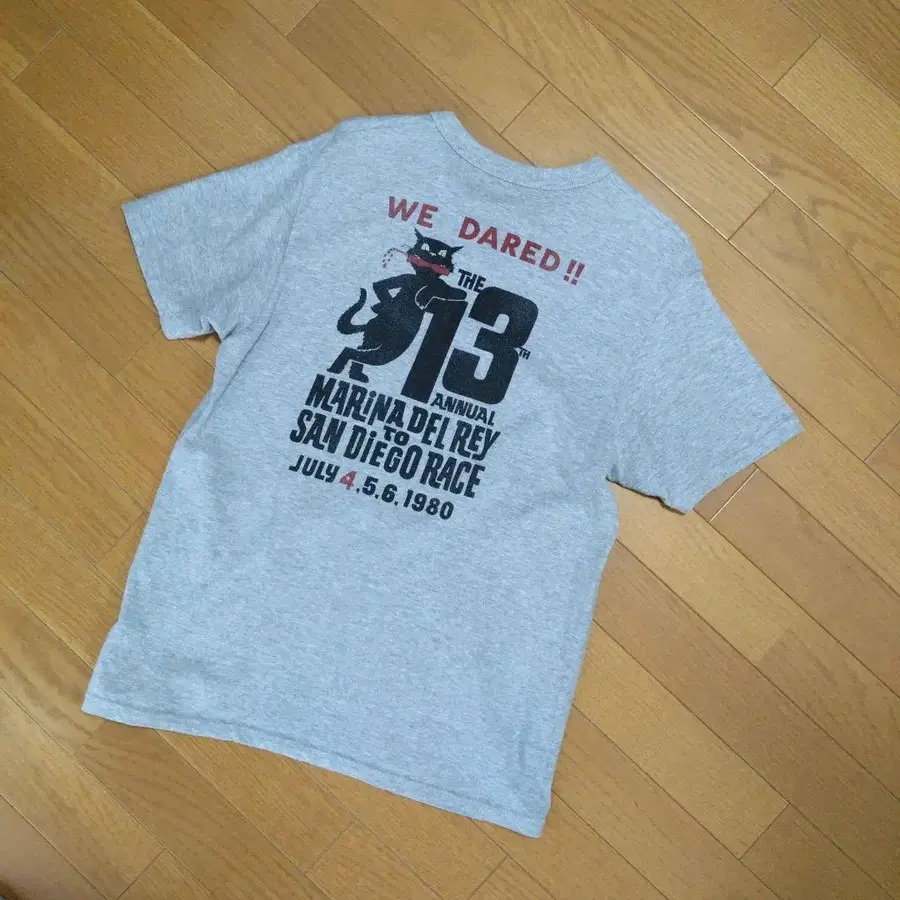 WE DARED!!
THE
13TH
ANNUAL
MARiNA DEL REY
TO
SAN DiEGO RACE
JULY 4,5,6,1980